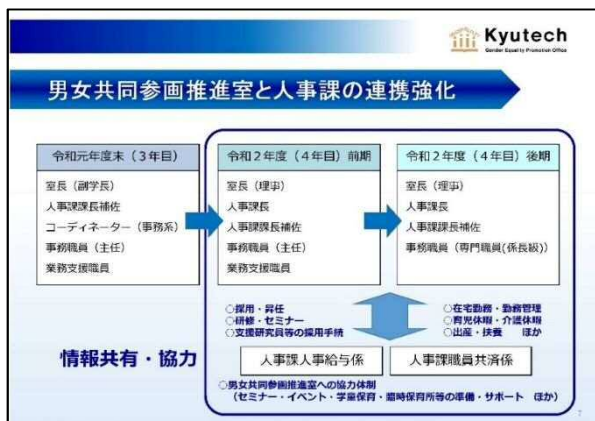 Kyutech
Gender Equality Promotion Office
男女共同参画推進室と人事課の連携強化
令和元年度末(3年目)
室長(副学長)
人事課課長補佐
コーディネーター(事務系)
事務職員(主任)
業務支援職員
令和2年度(4年目)前期
室長(理事)
人事課長
人事課課長補佐
事務職員(主任)
業務支援職員
令和2年度(4年目)後期
室長(理事)
人事課長
人事課課長補佐
事務職員(専門職員(係長級))
○採用・昇任
○研修・セミナー
○支援研究員等の採用手続
○在宅勤務・勤務管理
○育児休暇・介護休暇
○出産・扶養 ほか
情報共有・協力
人事課人事給与係
人事課職員共済係
○男女共同参画推進室への協力体制
(セミナー・イベント・学童保育・臨時保育所等の準備・サポート ほか)
7